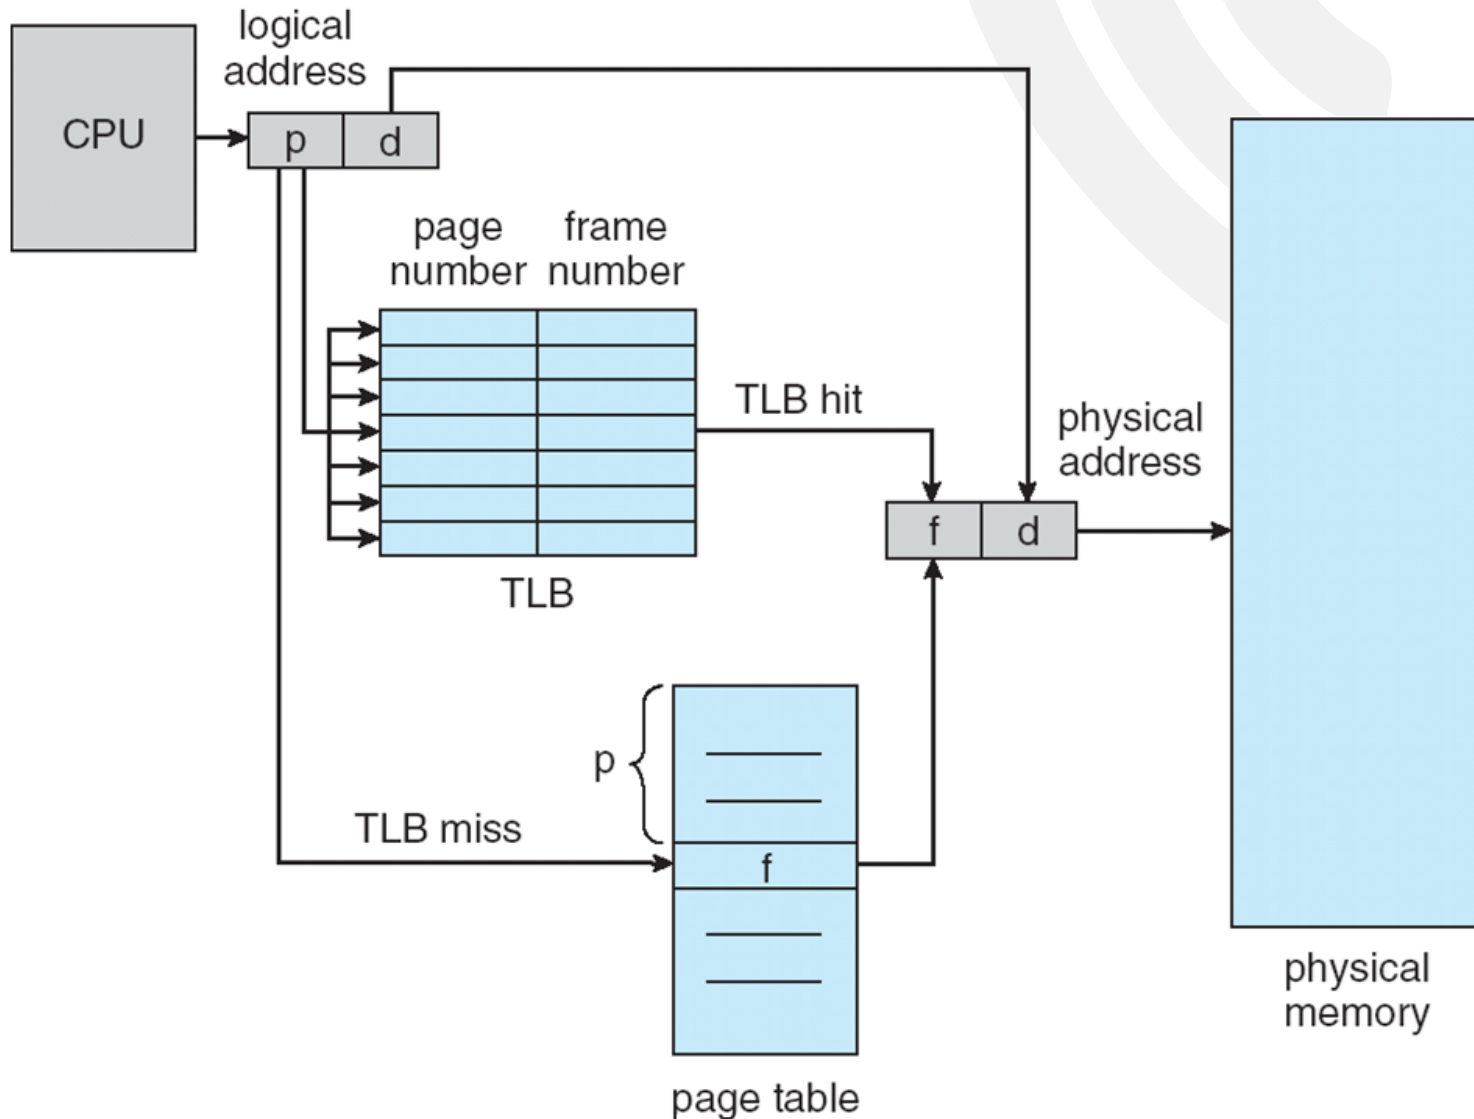 logical
address
CPU
p
d
page
number
frame
number
TLB hit
physical
address
f
d
TLB
p
TLB miss
f
physical
memory
page table